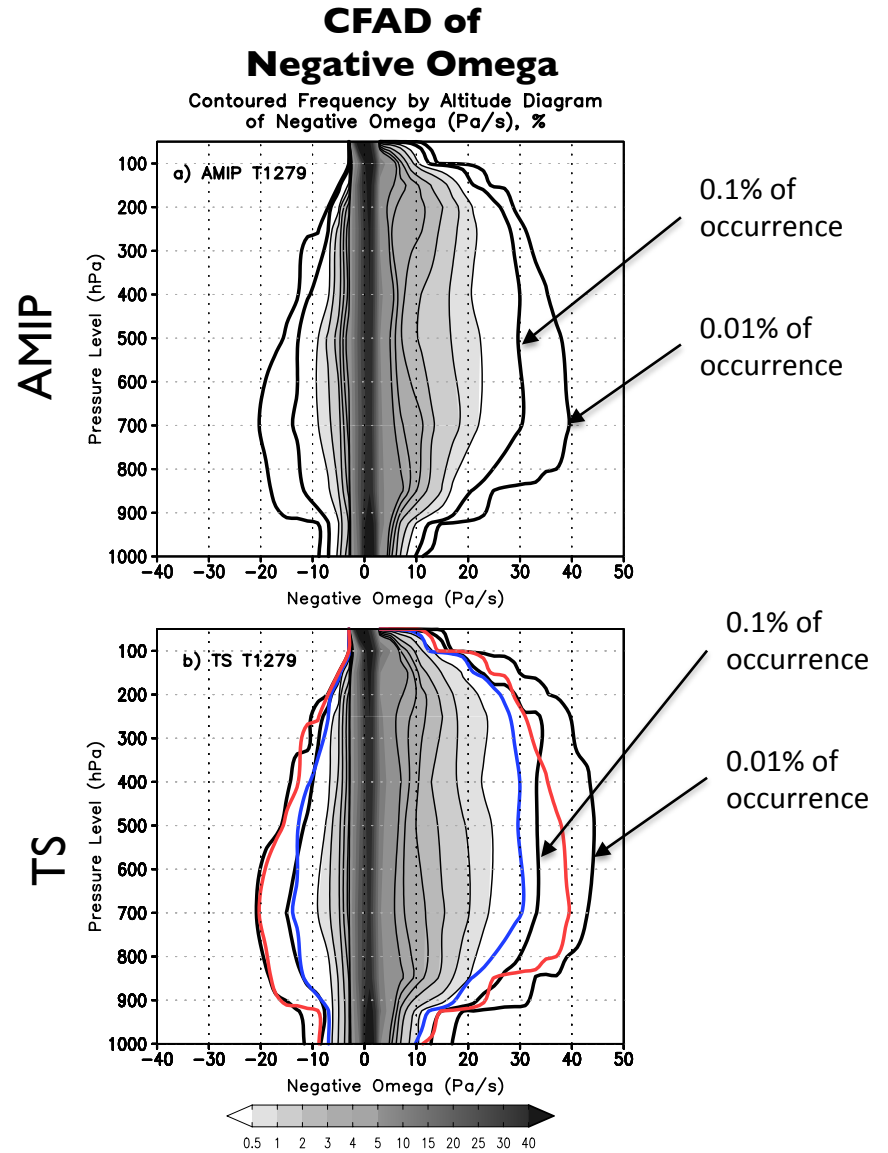 CFAD of
Negative Omega
Contoured Frequency by Altitude Diagram
of Negative Omega (Pa/s), %
AMIP
Pressure Level (hPa)
a) AMIP T1279
100
200
300
400
500
600
700
800
900
1000
-40 -30 -20 -10 0 10 20 30 40 50
Negative Omega (Pa/s)
0.1% of
occurrence
0.01% of
occurrence
TS
Pressure Level (hPa)
b) TS T1279
100
200
300
400
500
600
700
800
900
1000
-40 -30 -20 -10 0 10 20 30 40 50
Negative Omega (Pa/s)
0.1% of
occurrence
0.01% of
occurrence
0.5 1 2 3 4 5 10 15 20 25 30 40